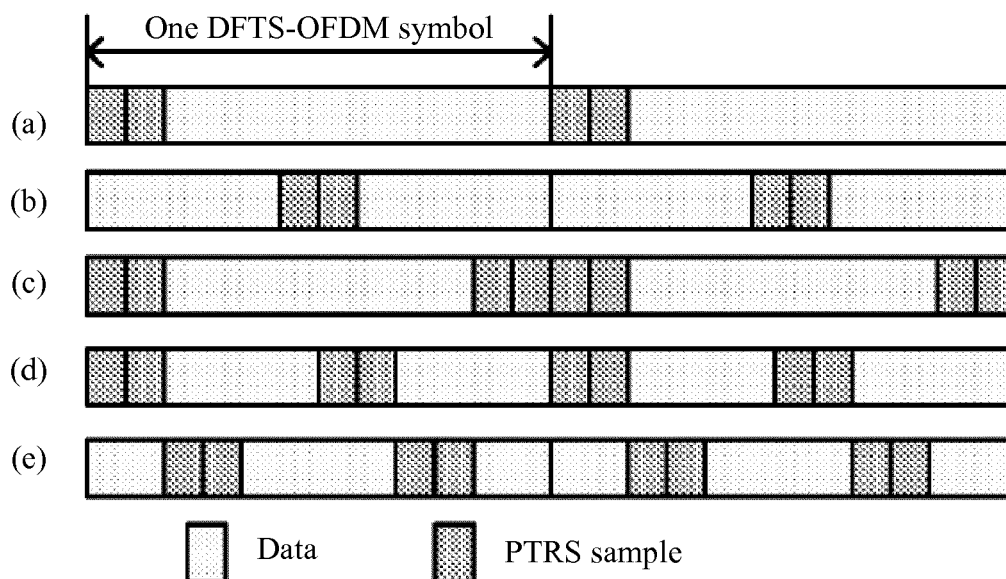 One DFTS-OFDM symbol
(a)
(b)
(c)
(d)
(e)
Data
PTRS sample